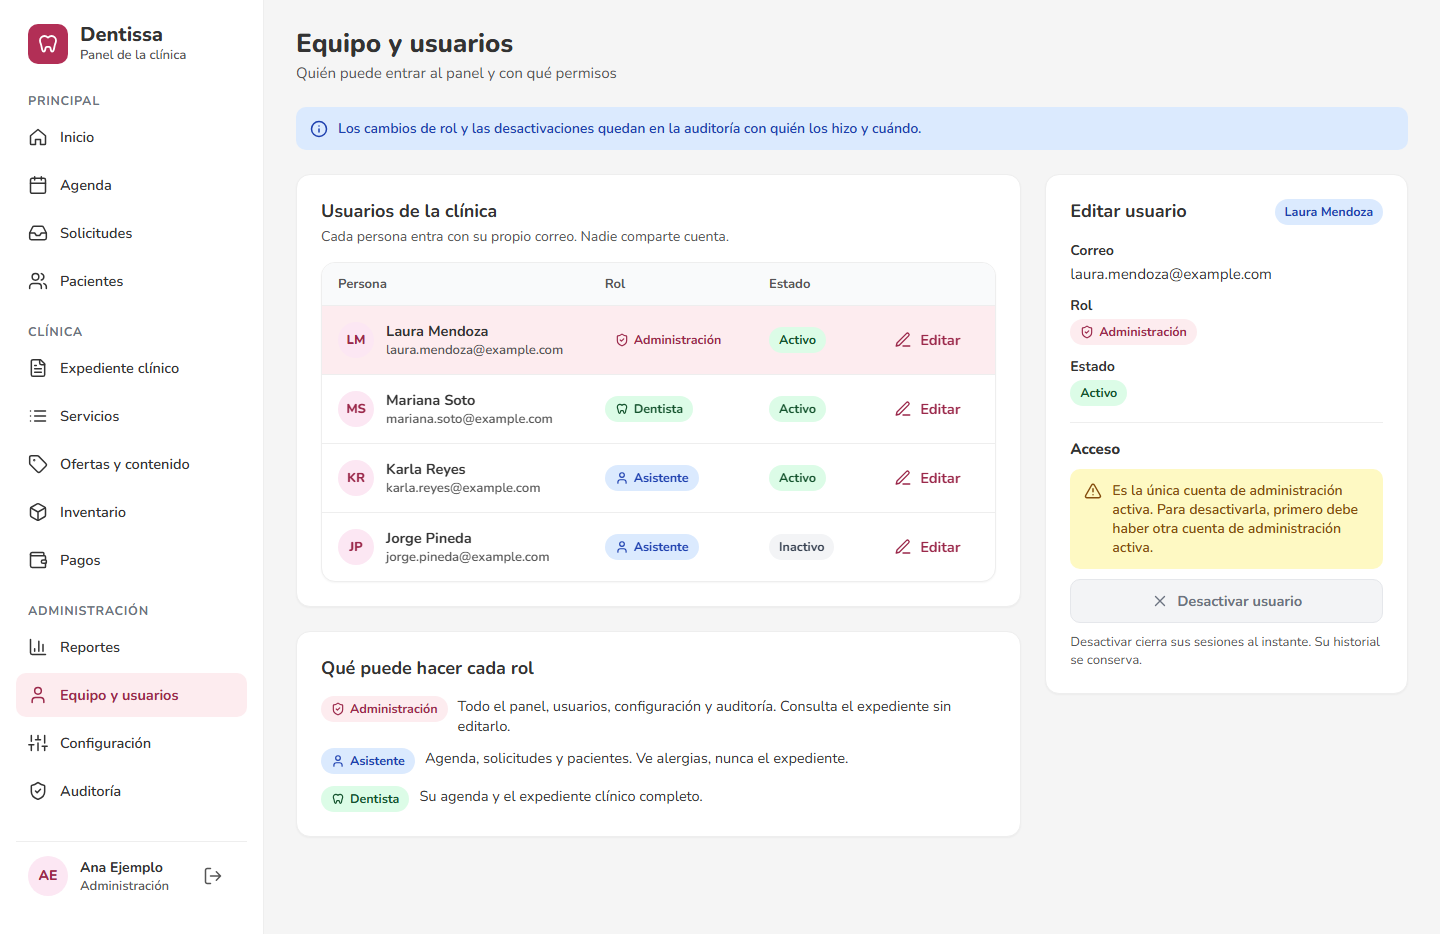 Dentissa
Panel de la clínica
PRINCIPAL
Inicio
Agenda
Solicitudes
Pacientes
CLÍNICA
Expediente clínico
Servicios
Ofertas y contenido
Inventario
Pagos
ADMINISTRACIÓN
Reportes
Equipo y usuarios
Configuración
Auditoría
AE
Ana Ejemplo
Administración
Equipo y usuarios
Quién puede entrar al panel y con qué permisos
Los cambios de rol y las desactivaciones quedan en la auditoría con quién los hizo y cuándo.
Usuarios de la clínica
Cada persona entra con su propio correo. Nadie comparte cuenta.
Persona Rol Estado
LM Laura Mendoza laura.mendoza@example.com Administración Activo Editar
MS Mariana Soto mariana.soto@example.com Dentista Activo Editar
KR Karla Reyes karla.reyes@example.com Asistente Activo Editar
JP Jorge Pineda jorge.pineda@example.com Asistente Inactivo Editar
Qué puede hacer cada rol
Administración Todo el panel, usuarios, configuración y auditoría. Consulta el expediente sin
editarlo.
Asistente Agenda, solicitudes y pacientes. Ve alergias, nunca el expediente.
Dentista Su agenda y el expediente clínico completo.
Editar usuario Laura Mendoza
Correo
laura.mendoza@example.com
Rol
Administración
Estado
Activo
Acceso
Es la única cuenta de administración
activa. Para desactivarla, primero debe
haber otra cuenta de administración
activa.
Desactivar usuario
Desactivar cierra sus sesiones al instante. Su historial
se conserva.